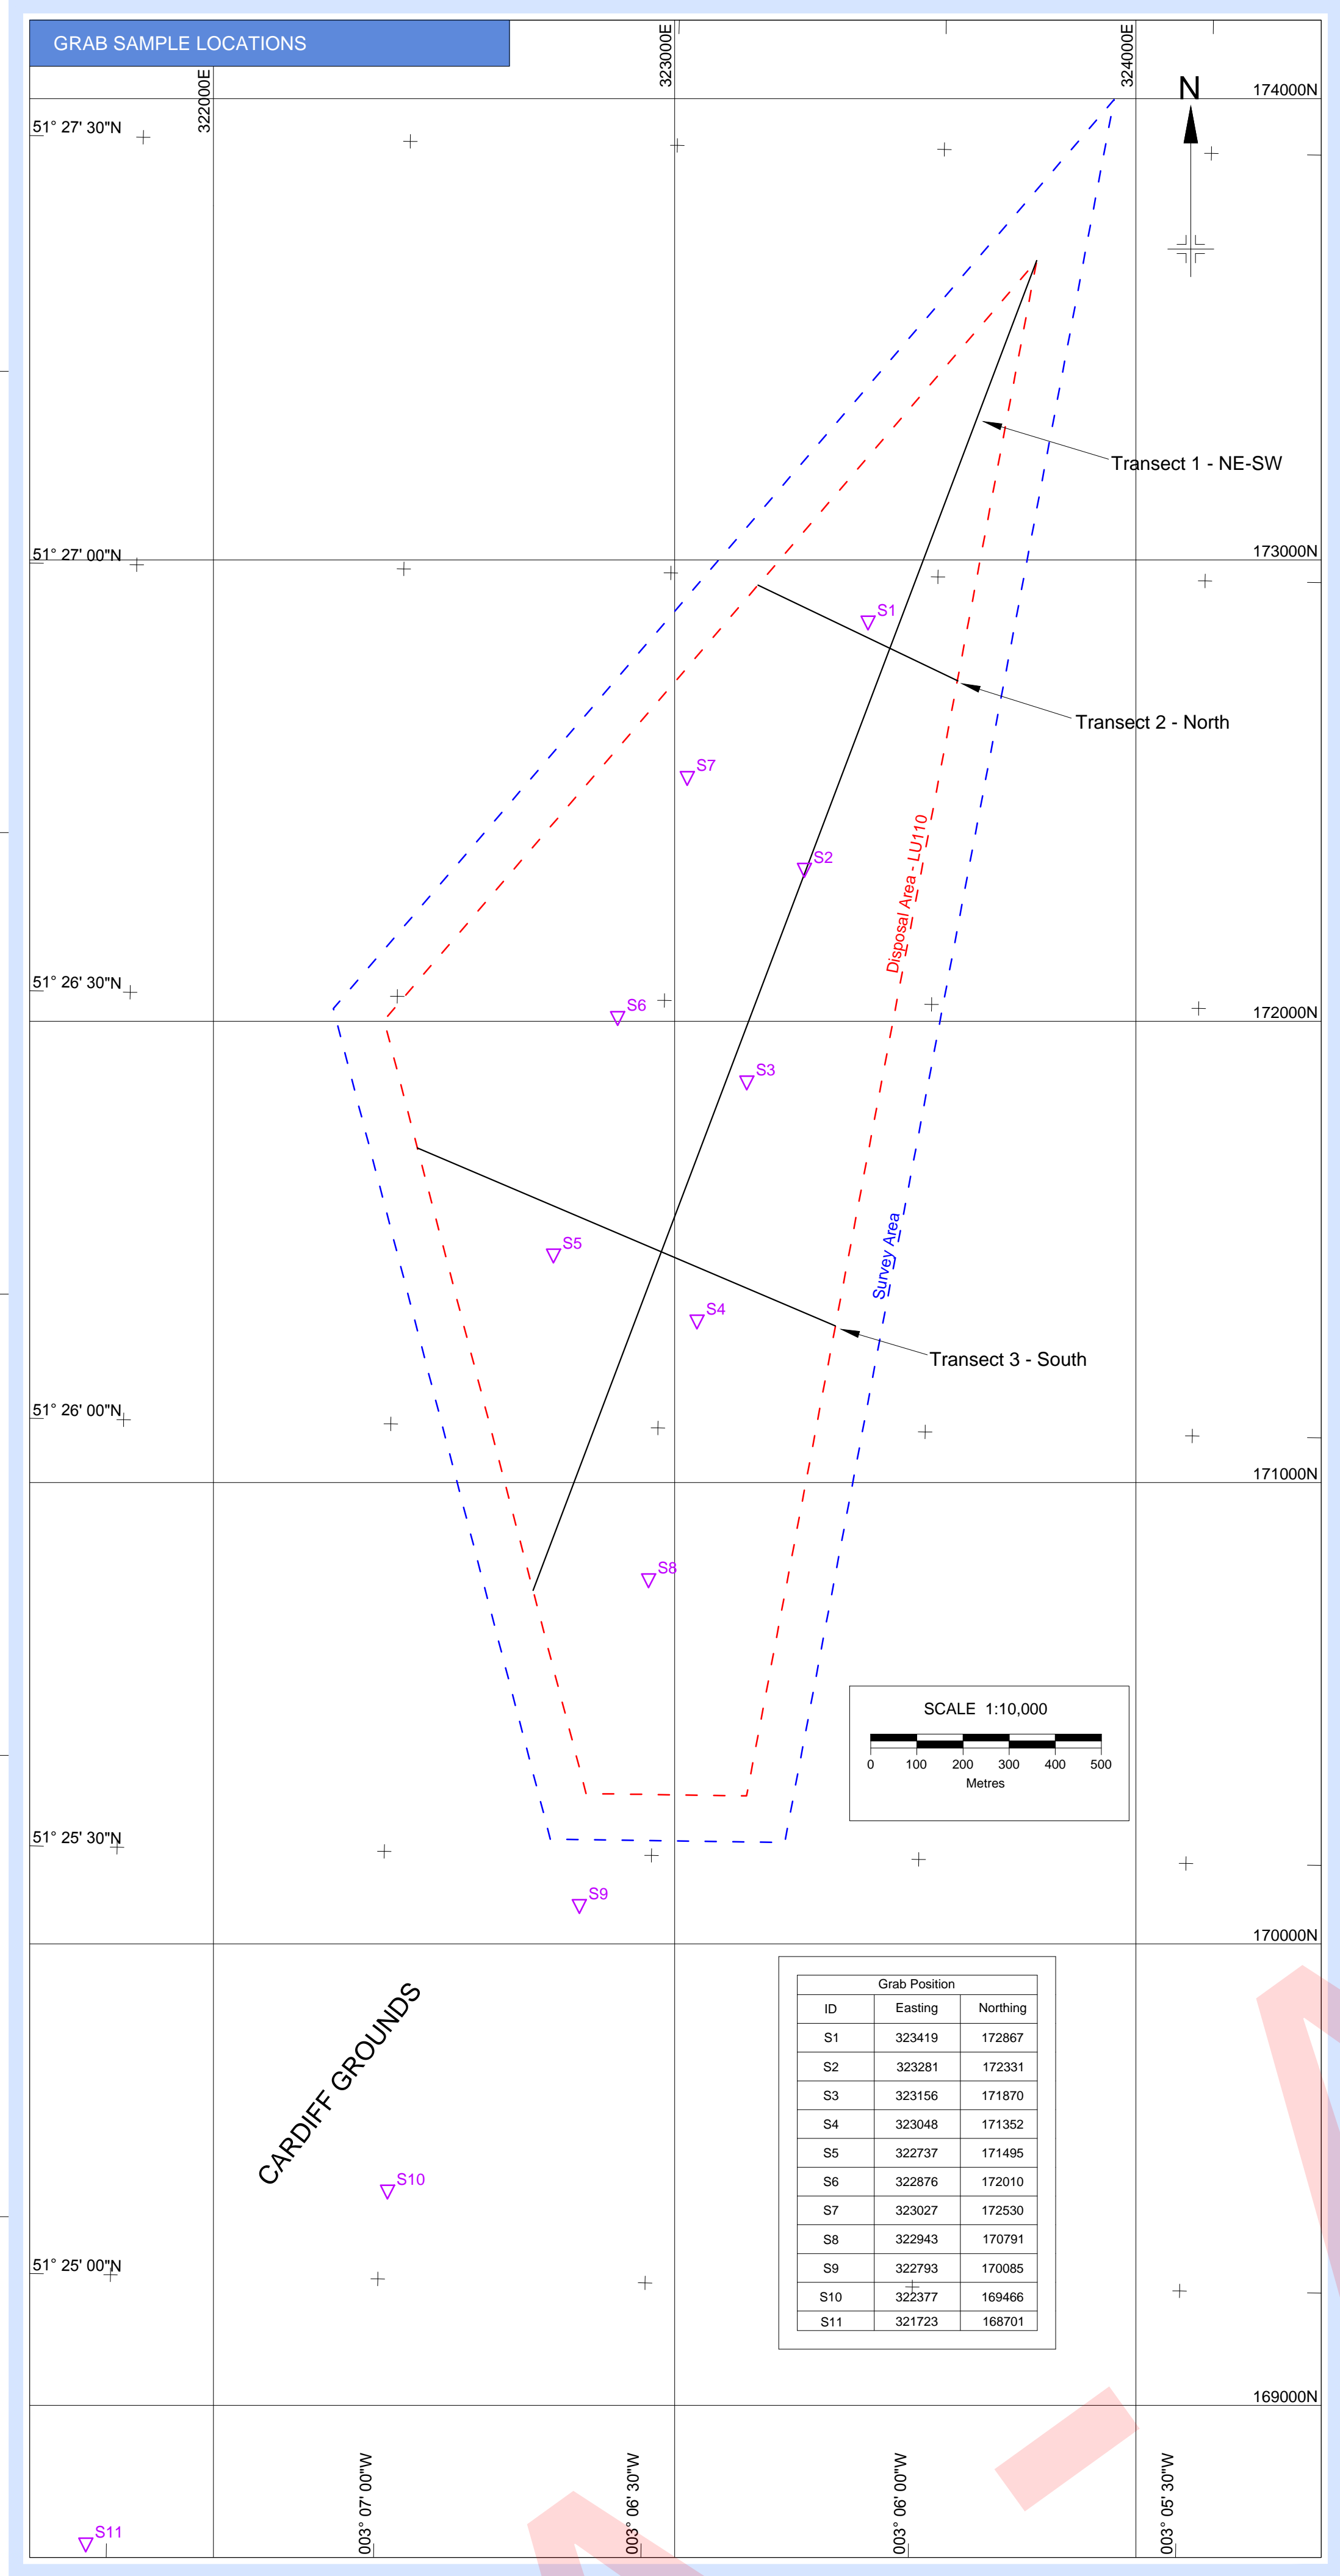 GRAB SAMPLE LOCATIONS
322000E
323000E
324000E
N
174000N
51° 27' 30"N
Transect 1 - NE-SW
51° 27' 00"N
173000N
S1
Transect 2 - North
S7
S2
Disposal Area - LU110
51° 26' 30"N
S6
172000N
S3
Survey Area
S5
S4
Transect 3 - South
51° 26' 00"N
171000N
S8
SCALE 1:10,000
0 100 200 300 400 500
Metres
51° 25' 30"N
S9
170000N
CARDIFF GROUNDS
Grab Position
ID Easting Northing
S1 323419 172867
S2 323281 172331
S3 323156 171870
S4 323048 171352
S5 322737 171495
S6 322876 172010
S7 323027 172530
S8 322943 170791
S9 322793 170085
S10 322377 169466
S11 321723 168701
S10
51° 25' 00"N
169000N
003° 07' 00"W
003° 06' 30"W
003° 06' 00"W
003° 05' 30"W
S11